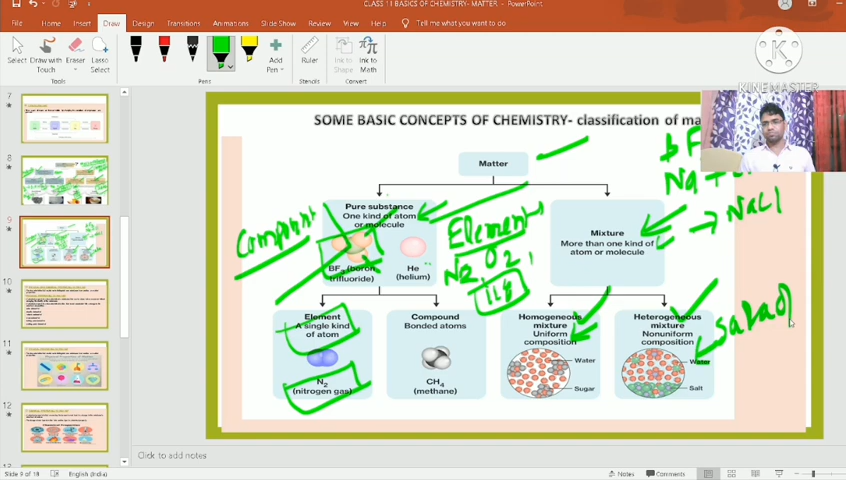 CLASS 11 BASICS OF CHEMISTRY- MATTER - PowerPoint
File Home Insert Draw Design Transitions Animations Slide Show Review View Help Tell me what you want to do
Select
Draw with
Touch
Eraser
Lasso
Select
Add
Pen
Ruler
Ink to
Shape
Ink to
Math
Tools
Pens
Stencils
Convert
KINEMASTER
7
8
9
10
11
12
SOME BASIC CONCEPTS OF CHEMISTRY- classification of ma
Matter
Pure substance
One kind of atom
or molecule
He
(helium)
BF₃ (boron
trifluoride)
Mixture
More than one kind of
atom or molecule
Element
A single kind
of atom
N₂
(nitrogen gas)
Compound
Bonded atoms
CH₄
(methane)
Homogeneous
mixture
Uniform
composition
Water
Sugar
Heterogeneous
mixture
Nonuniform
composition
Water
Salt
Compound
Element
N2 O2
→ NaCl
Click to add notes
Slide 9 of 18 English (India) Notes Comments